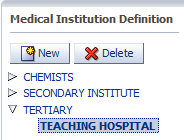 Medical Institution Definition
New Delete
CHEMISTS
SECONDARY INSTITUTE
TERTIARY
TEACHING HOSPITAL